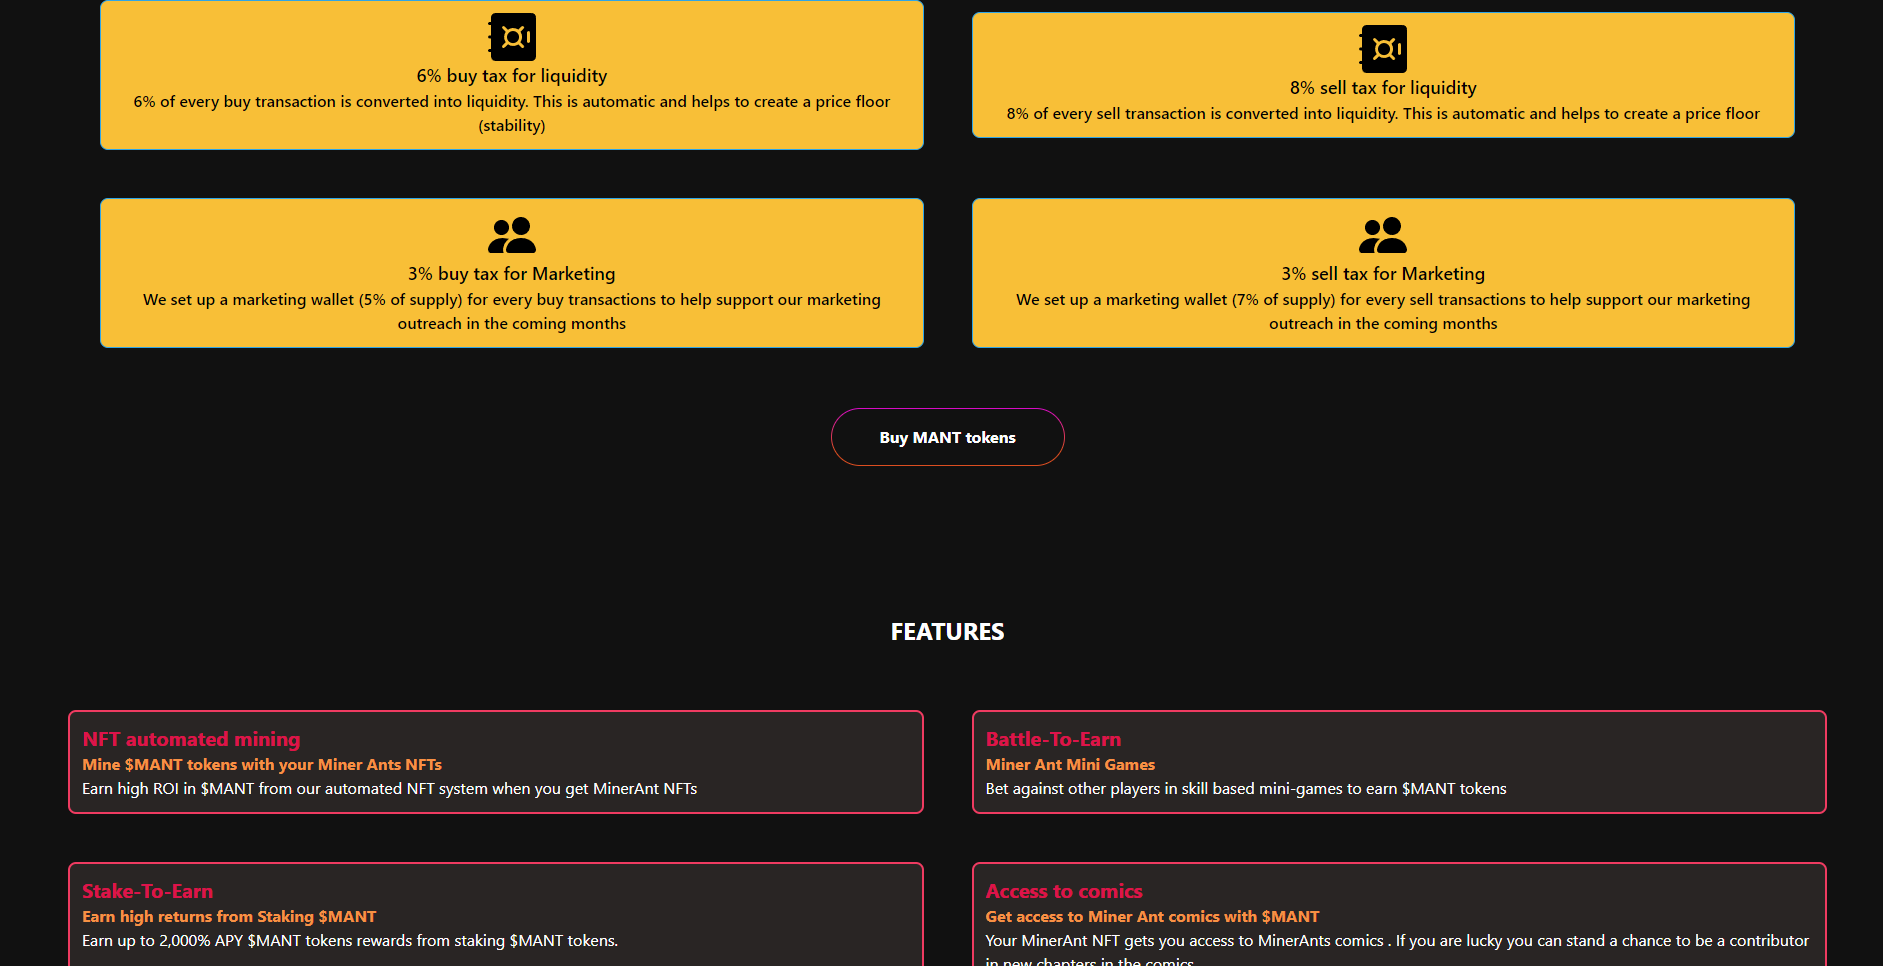 6% buy tax for liquidity
6% of every buy transaction is converted into liquidity. This is automatic and helps to create a price floor
(stability)
8% sell tax for liquidity
8% of every sell transaction is converted into liquidity. This is automatic and helps to create a price floor
3% buy tax for Marketing
We set up a marketing wallet (5% of supply) for every buy transactions to help support our marketing
outreach in the coming months
3% sell tax for Marketing
We set up a marketing wallet (7% of supply) for every sell transactions to help support our marketing
outreach in the coming months
Buy MANT tokens
FEATURES
NFT automated mining
Mine $MANT tokens with your Miner Ants NFTs
Earn high ROI in $MANT from our automated NFT system when you get MinerAnt NFTs
Battle-To-Earn
Miner Ant Mini Games
Bet against other players in skill based mini-games to earn $MANT tokens
Stake-To-Earn
Earn high returns from Staking $MANT
Earn up to 2,000% APY $MANT tokens rewards from staking $MANT tokens.
Access to comics
Get access to Miner Ant comics with $MANT
Your MinerAnt NFT gets you access to MinerAnts comics . If you are lucky you can stand a chance to be a contributor
in new chapters in the comics